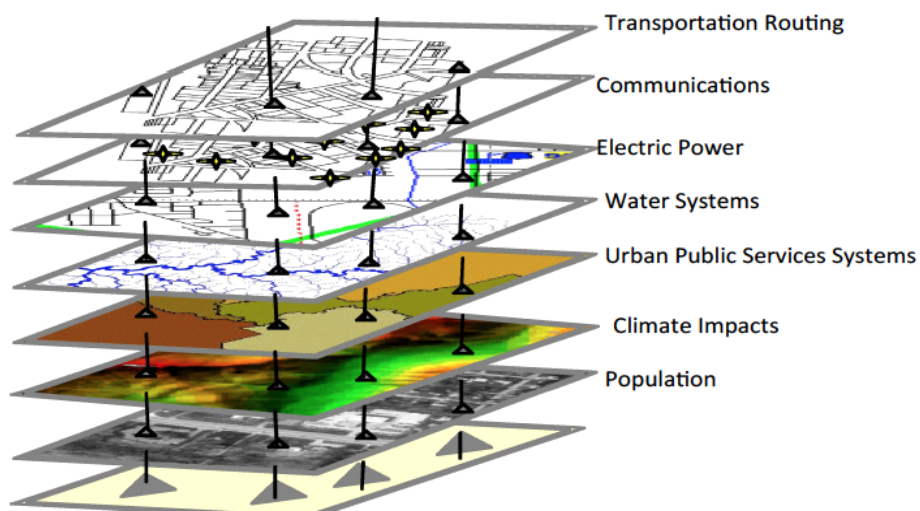 Transportation Routing
Communications
Electric Power
Water Systems
Urban Public Services Systems
Climate Impacts
Population